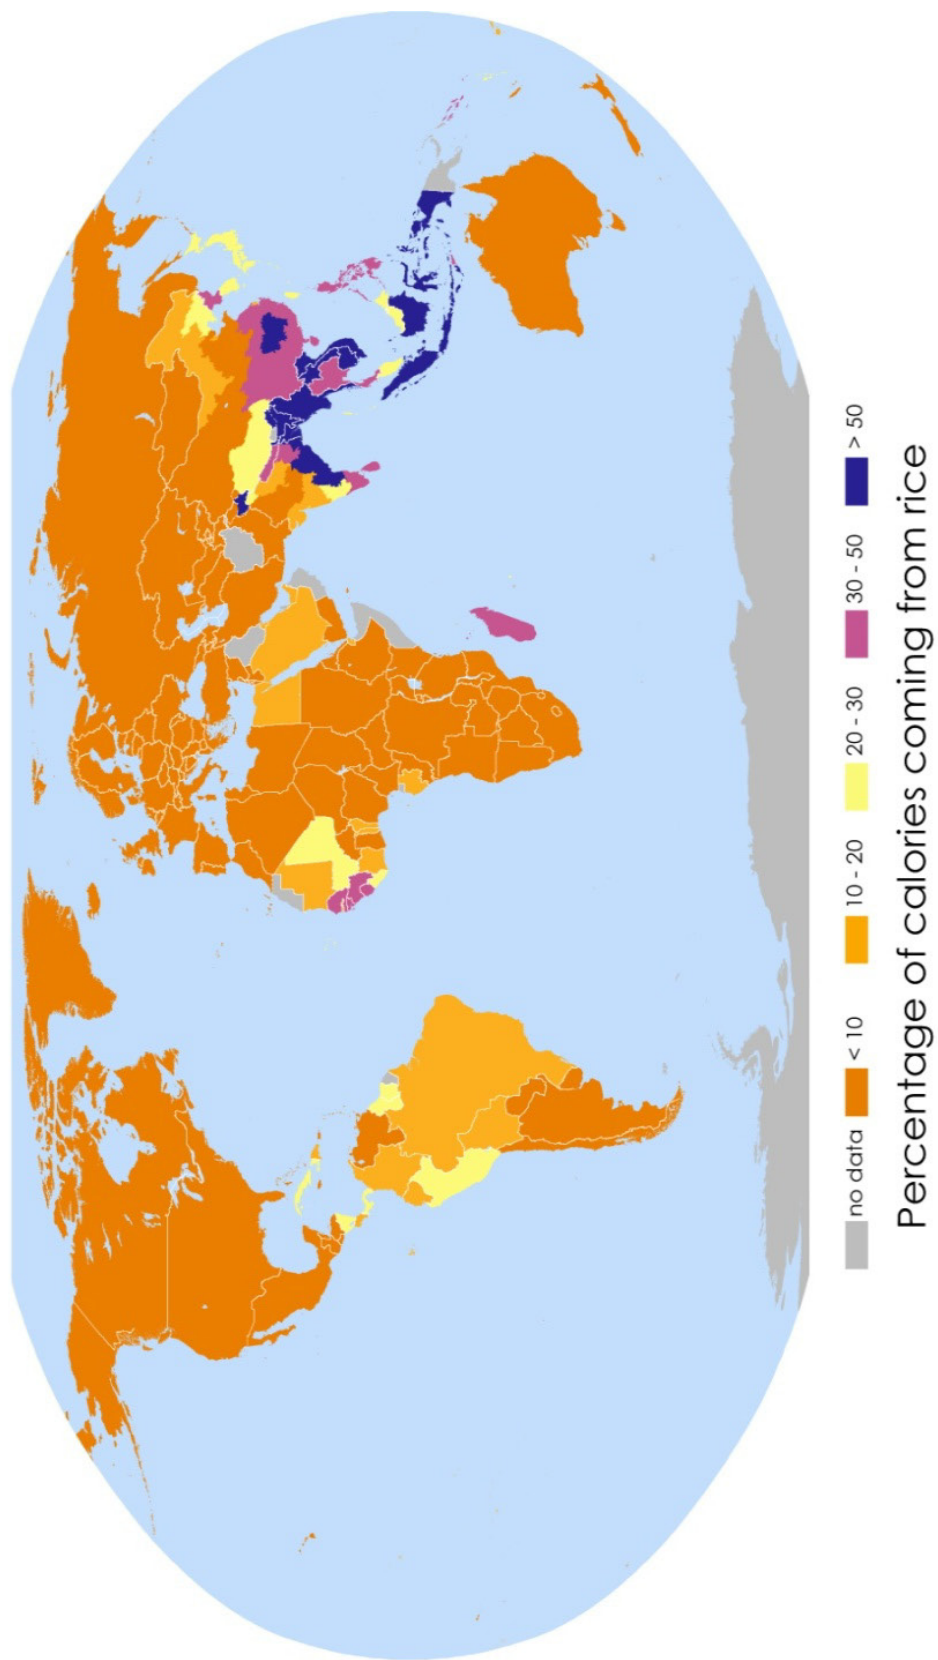 no data < 10 10 - 20 20 - 30 30 - 50 > 50
Percentage of calories coming from rice